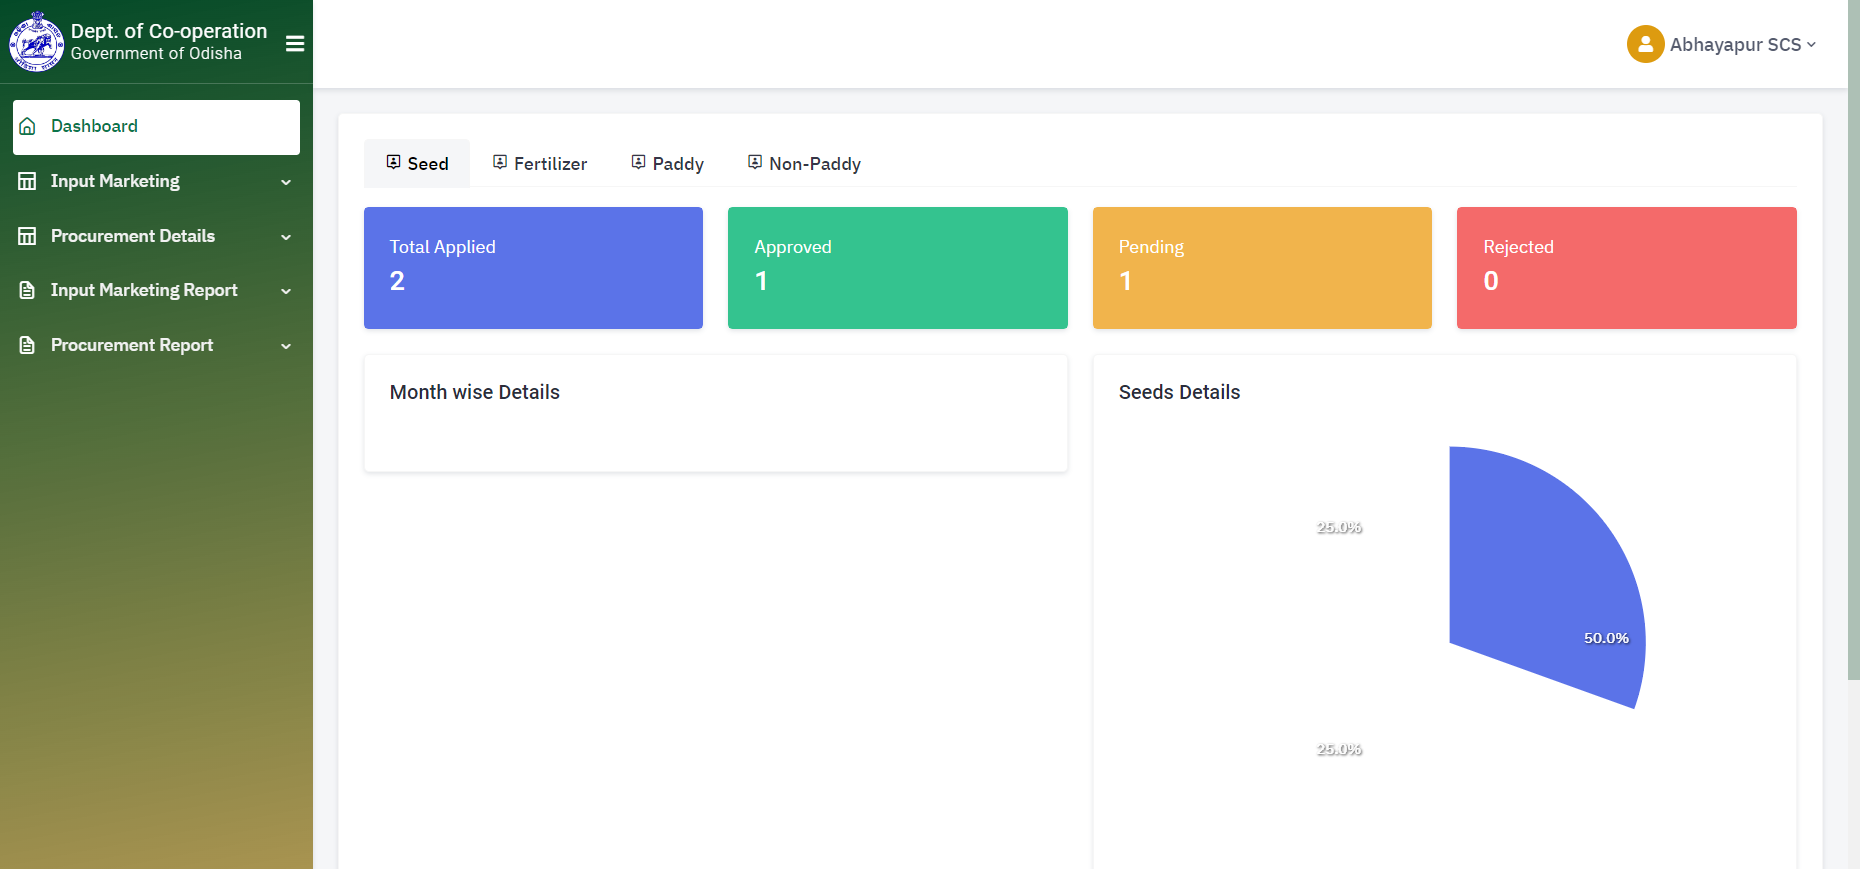 Dept. of Co-operation
Government of Odisha
Abhayapur SCS
Dashboard
Input Marketing
Procurement Details
Input Marketing Report
Procurement Report
Seed
Fertilizer
Paddy
Non-Paddy
Total Applied
2
Approved
1
Pending
1
Rejected
0
Month wise Details
Seeds Details
25.0%
50.0%
25.0%